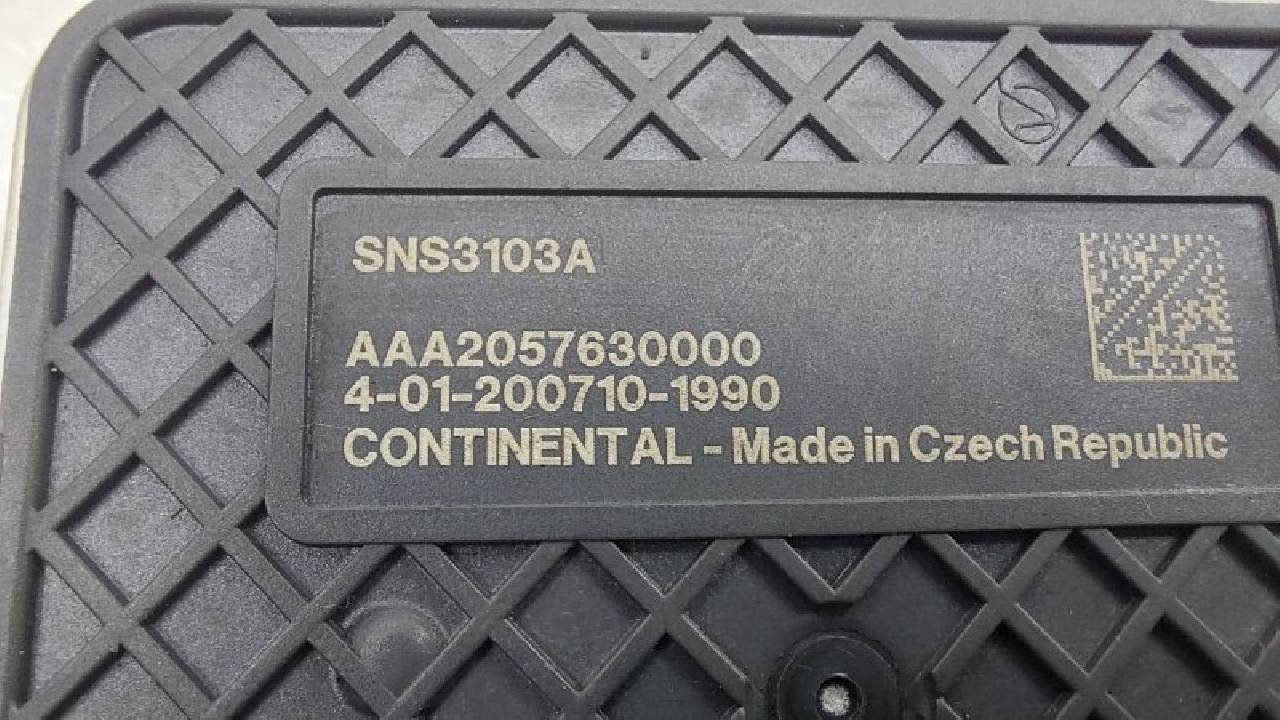 SNS3103A
AAA2057630000
4-01-200710-1990
CONTINENTAL - Made in Czech Republic